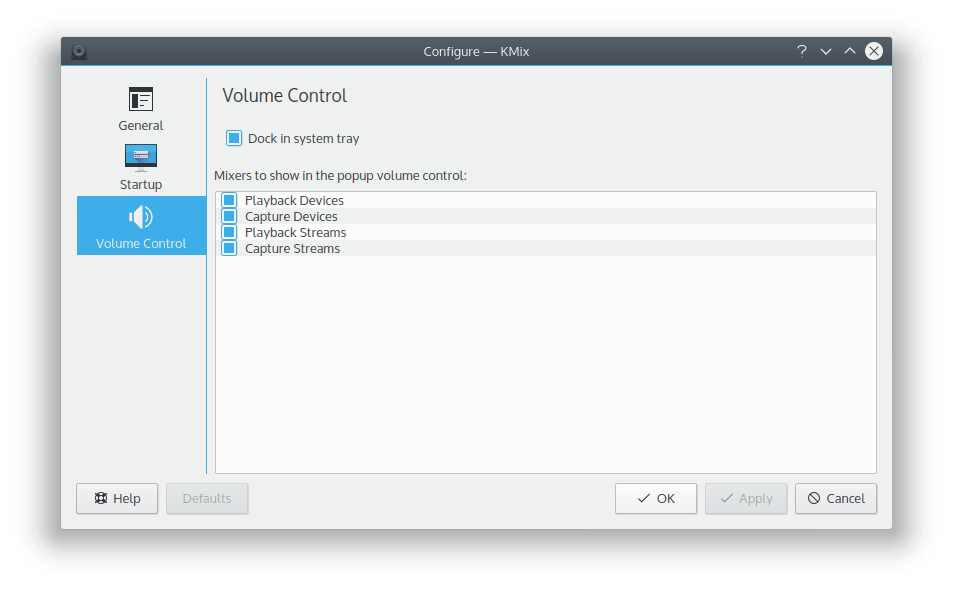 Configure — KMix
General
Startup
Volume Control
Volume Control
Dock in system tray
Mixers to show in the popup volume control:
Playback Devices
Capture Devices
Playback Streams
Capture Streams
Help
Defaults
OK
Apply
Cancel